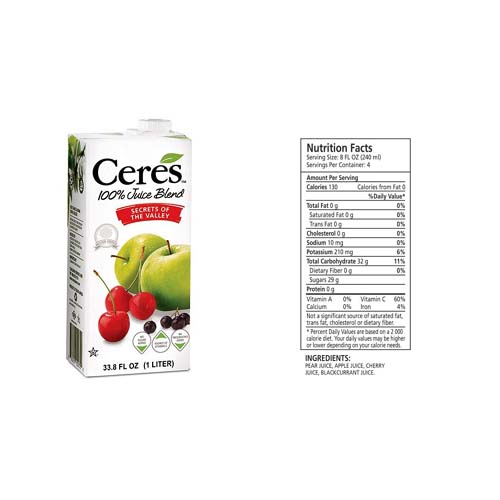 Ceres™
100% Juice Blend
SECRETS OF
THE VALLEY
33.8 FL OZ (1 LITER)
Nutrition Facts
Serving Size: 8 FL OZ (240 ml)
Servings Per Container: 4
Amount Per Serving
Calories 130 Calories from Fat 0
%Daily Value*
Total Fat 0 g 0%
Saturated Fat 0 g 0%
Trans Fat 0 g 0%
Cholesterol 0 g 0%
Sodium 10 mg 0%
Potassium 210 mg 6%
Total Carbohydrate 32 g 11%
Dietary Fiber 0 g 0%
Sugars 29 g
Protein 0 g
Vitamin A 0% Vitamin C 60%
Calcium 0% Iron 4%
Not a significant source of saturated fat,
trans fat, cholesterol or dietary fiber.
* Percent Daily Values are based on a 2 000
calorie diet. Your daily values may be higher
or lower depending on your calorie needs.
INGREDIENTS:
PEAR JUICE, APPLE JUICE, CHERRY
JUICE, BLACKCURRANT JUICE.